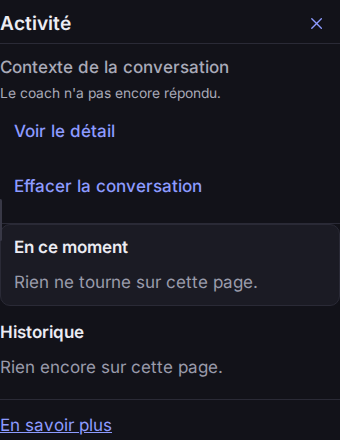 Activité
Contexte de la conversation
Le coach n'a pas encore répondu.
Voir le détail
Effacer la conversation
En ce moment
Rien ne tourne sur cette page.
Historique
Rien encore sur cette page.
En savoir plus